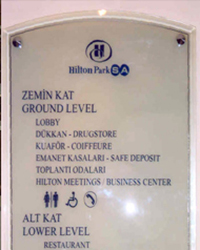 Hilton ParkSA
ZEMİN KAT
GROUND LEVEL
LOBBY
DÜKKAN - DRUGSTORE
KUAFÖR - COIFFEURE
EMANET KASALARI - SAFE DEPOSIT
TOPLANTI ODALARI
HILTON MEETINGS / BUSINESS CENTER
ALT KAT
LOWER LEVEL
RESTAURANT